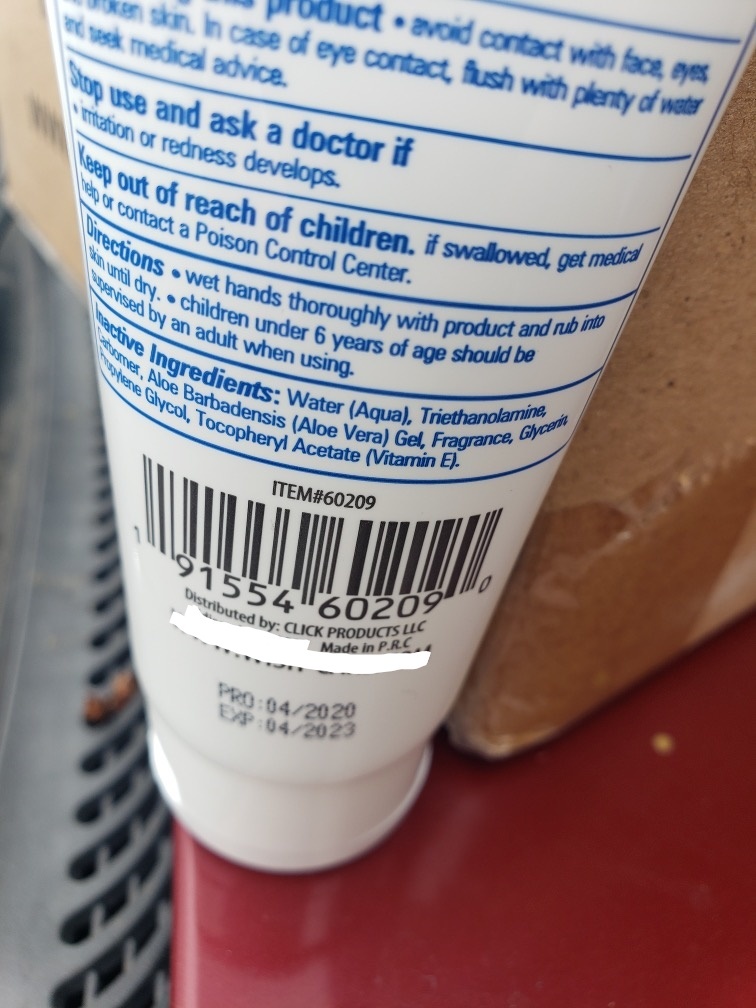 product • avoid contact with face, eyes,
broken skin. In case of eye contact, flush with plenty of water
and seek medical advice.
Stop use and ask a doctor if
• irritation or redness develops.
Keep out of reach of children. if swallowed, get medical
help or contact a Poison Control Center.
Directions • wet hands thoroughly with product and rub into
skin until dry. • children under 6 years of age should be
supervised by an adult when using.
Inactive Ingredients: Water (Aqua), Triethanolamine,
Carbomer, Aloe Barbadensis (Aloe Vera) Gel, Fragrance, Glycerin,
Propylene Glycol, Tocopheryl Acetate (Vitamin E).
ITEM#60209
1 91554 60209 0
Distributed by: CLICK PRODUCTS LLC
Made in P.R.C
PRO:04/2020
EXP:04/2023